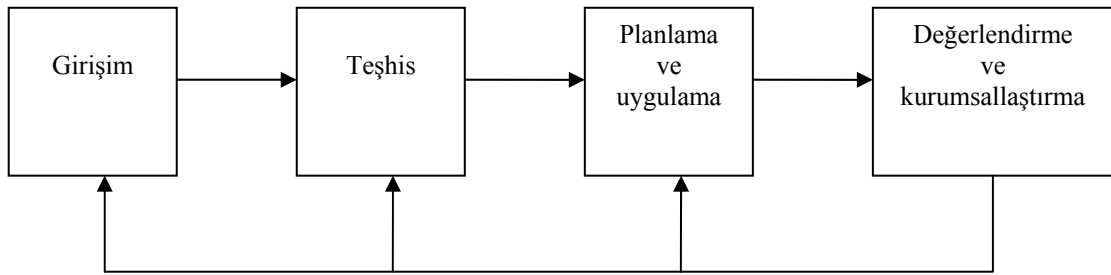 Girişim
Teşhis
Planlama
ve
uygulama
Değerlendirme
ve
kurumsallaştırma